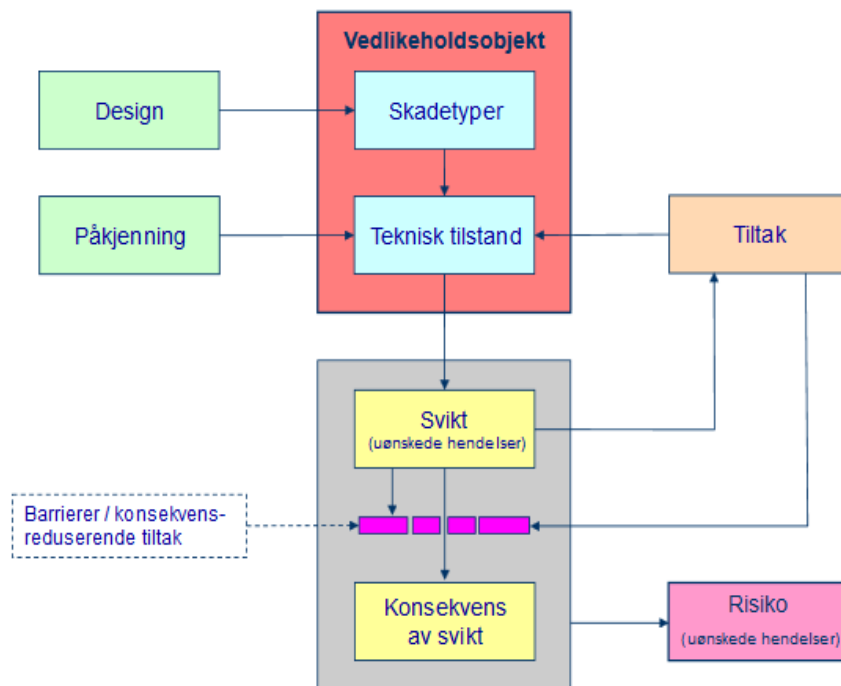 Vedlikeholdsobjekt
Design
Skadetyper
Påkjenning
Teknisk tilstand
Tiltak
Svikt
(uønskede hendelser)
Barrierer / konsekvens-
reduserende tiltak
Konsekvens
av svikt
Risiko
(uønskede hendelser)